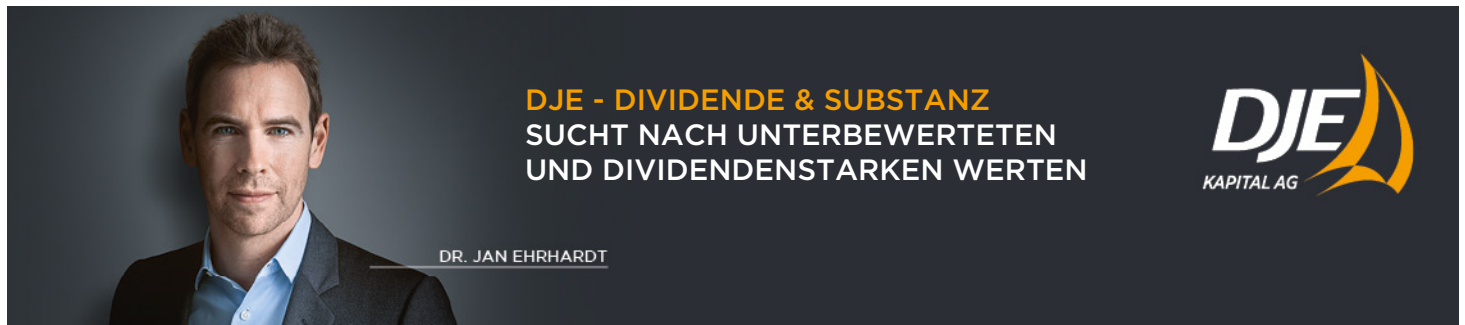 DJE - DIVIDENDE & SUBSTANZ
SUCHT NACH UNTERBEWERTETEN
UND DIVIDENDENSTARKEN WERTEN
DJE
KAPITAL AG
DR. JAN EHRHARDT